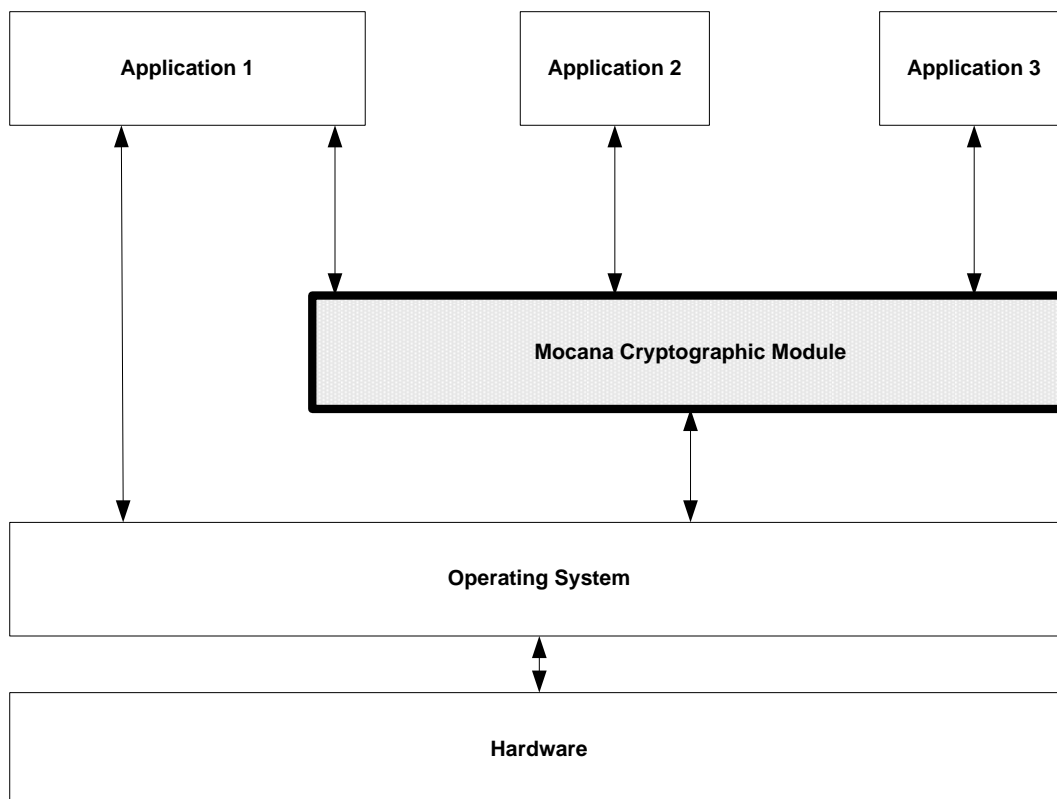 Application 1
Application 2
Application 3
Mocana Cryptographic Module
Operating System
Hardware